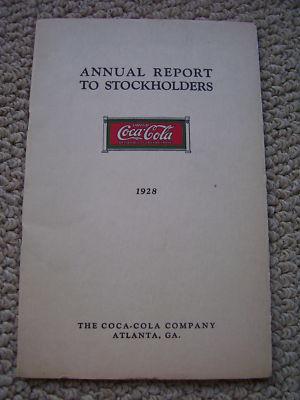 ANNUAL REPORT
TO STOCKHOLDERS
Coca-Cola
1928
THE COCA-COLA COMPANY
ATLANTA, GA.